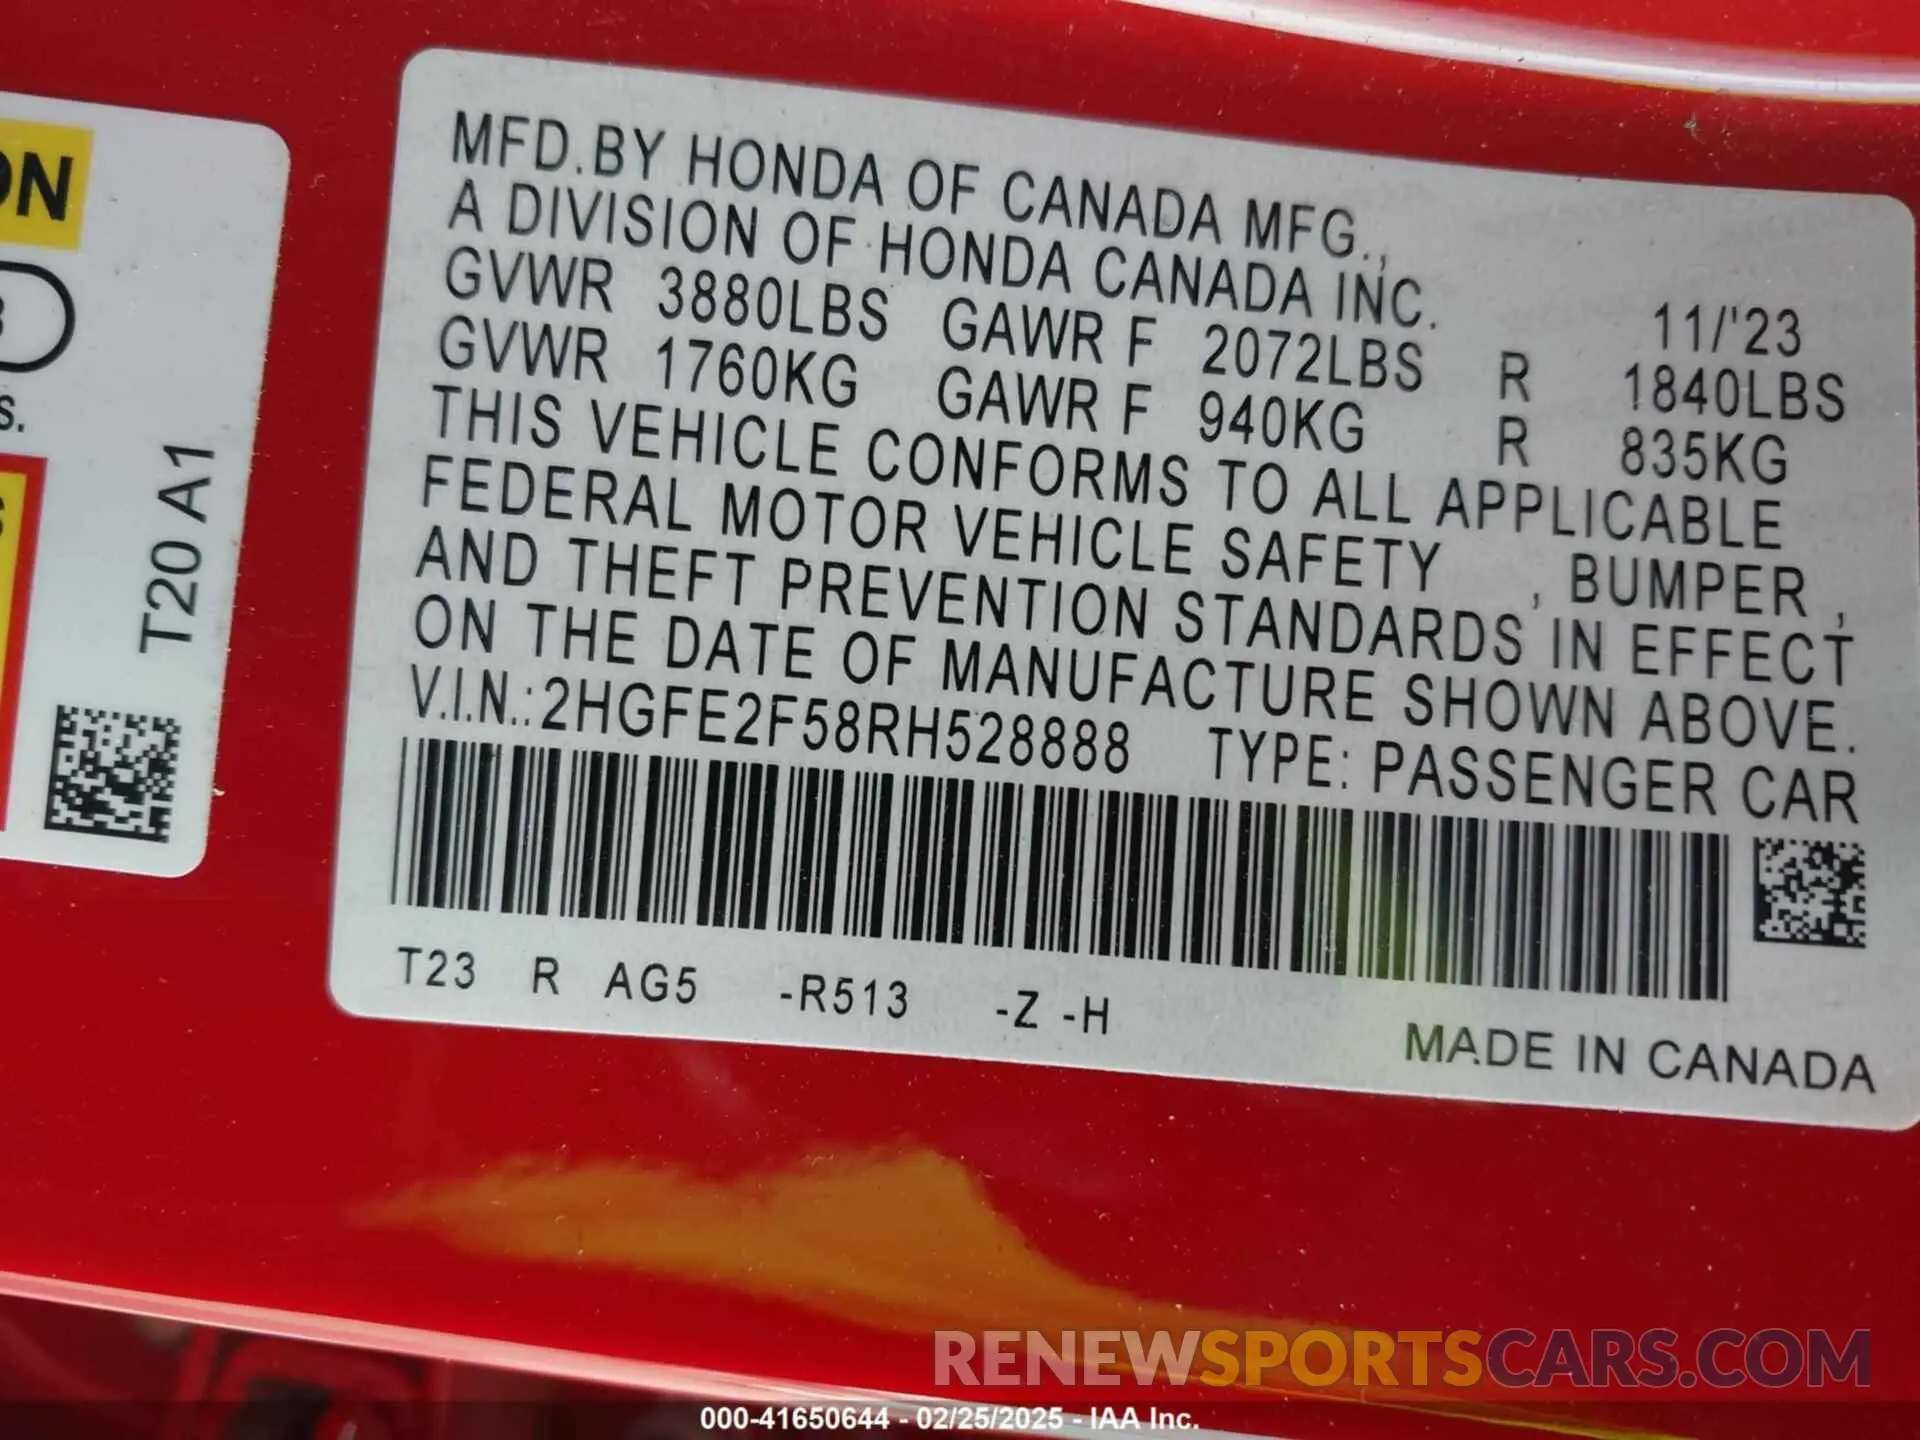 ON
S.
T20 A1
MFD.BY HONDA OF CANADA MFG.,
A DIVISION OF HONDA CANADA INC.
11/'23
GVWR 3880LBS GAWR F 2072LBS R 1840LBS
GVWR 1760KG GAWR F 940KG R 835KG
THIS VEHICLE CONFORMS TO ALL APPLICABLE
FEDERAL MOTOR VEHICLE SAFETY , BUMPER ,
AND THEFT PREVENTION STANDARDS IN EFFECT
ON THE DATE OF MANUFACTURE SHOWN ABOVE.
V.I.N.:2HGFE2F58RH528888 TYPE: PASSENGER CAR
T23 R AG5 -R513 -Z -H
MADE IN CANADA
RENEWSPORTSCARS.COM
000-41650644 - 02/25/2025 - IAA Inc.